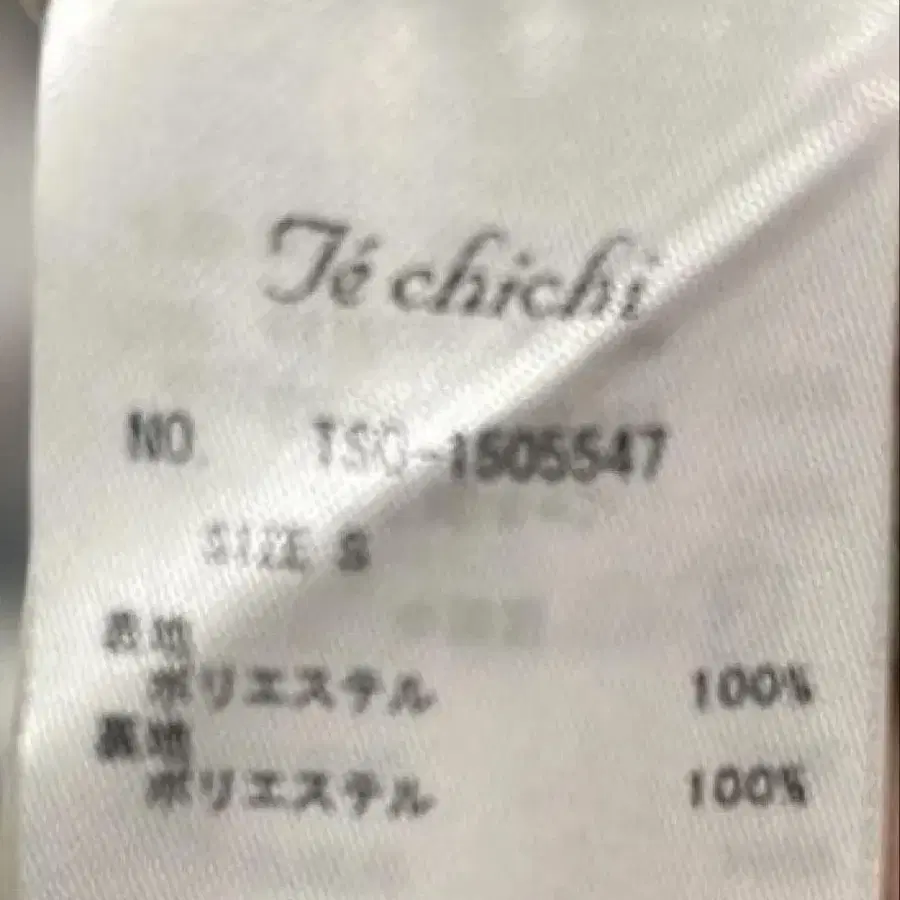 Té chichi
NO. TSC-1505547
SIZE S
表地
ポリエステル 100%
裏地
ポリエステル 100%